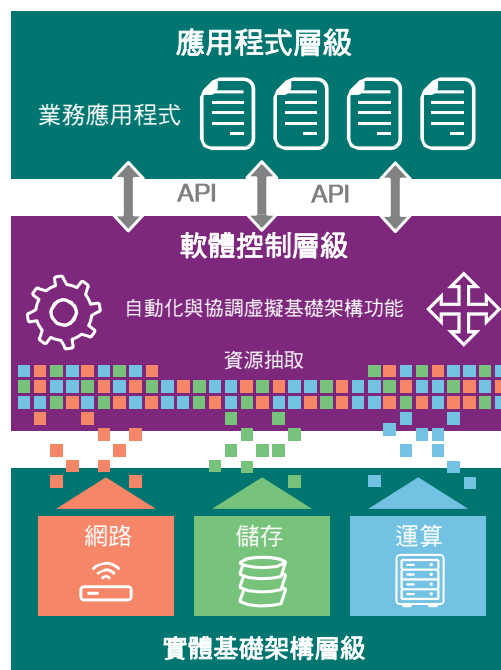 應用程式層級
業務應用程式
API API
軟體控制層級
自動化與協調虛擬基礎架構功能
資源抽取
網路 儲存 運算
實體基礎架構層級